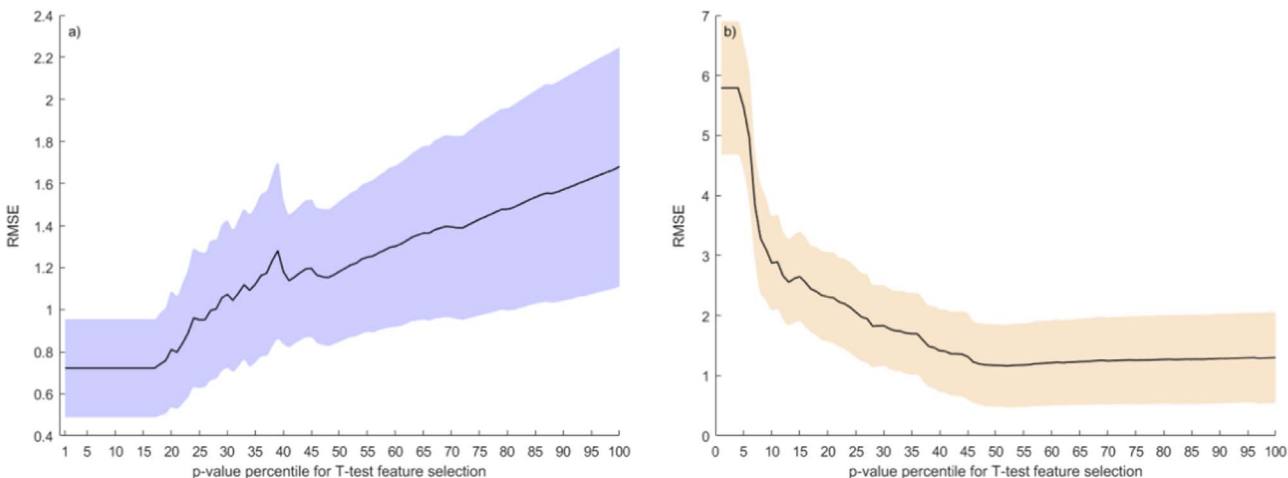 a)
RMSE
2.4
2.2
2
1.8
1.6
1.4
1.2
1
0.8
0.6
0.4
1 5 10 15 20 25 30 35 40 45 50 55 60 65 70 75 80 85 90 95 100
p-value percentile for T-test feature selection
b)
RMSE
7
6
5
4
3
2
1
0
0 5 10 15 20 25 30 35 40 45 50 55 60 65 70 75 80 85 90 95 100
p-value percentile for T-test feature selection